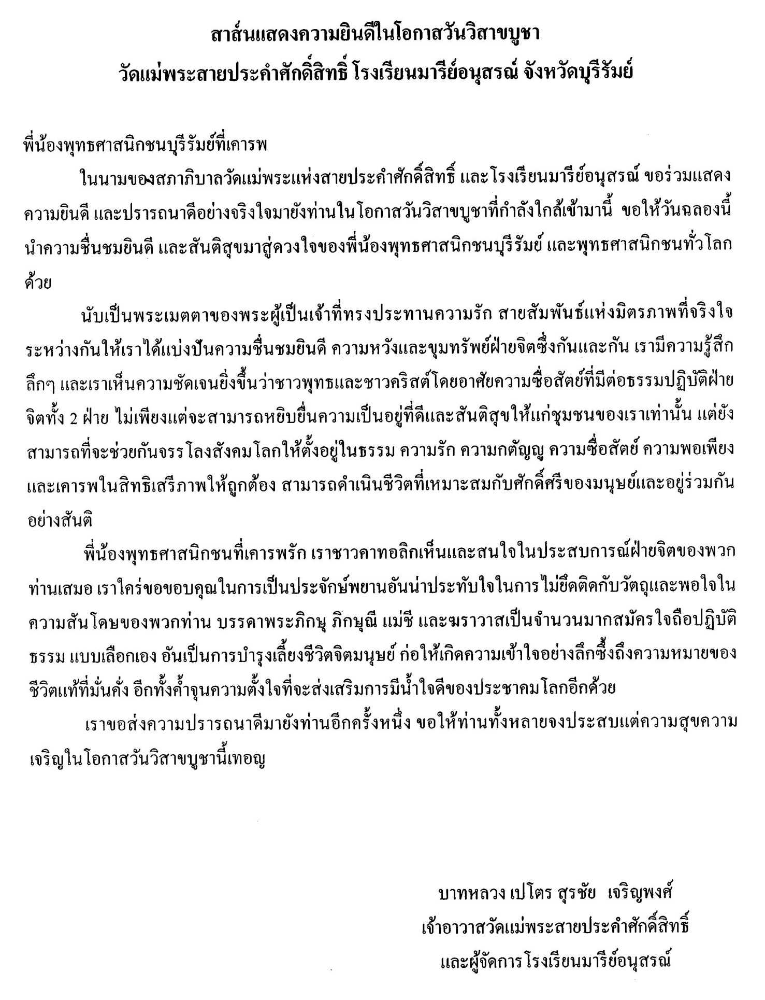 สาส์นแสดงความยินดีในโอกาสวันวิสาขบูชา
วัดแม่พระสายประคำศักดิ์สิทธิ์ โรงเรียนมารีย์อนุสรณ์ จังหวัดบุรีรัมย์
พี่น้องพุทธศาสนิกชนบุรีรัมย์ที่เคารพ
ในนามของสภาภิบาลวัดแม่พระแห่งสายประคำศักดิ์สิทธิ์ และโรงเรียนมารีย์อนุสรณ์ ขอร่วมแสดง
ความยินดี และปรารถนาดีอย่างจริงใจมายังท่านในโอกาสวันวิสาขบูชาที่กำลังใกล้เข้ามานี้ ขอให้วันฉลองนี้
นำความชื่นชมยินดี และสันติสุขมาสู่ดวงใจของพี่น้องพุทธศาสนิกชนบุรีรัมย์ และพุทธศาสนิกชนทั่วโลก
ด้วย
นับเป็นพระเมตตาของพระผู้เป็นเจ้าที่ทรงประทานความรัก สายสัมพันธ์แห่งมิตรภาพที่จริงใจ
ระหว่างกันให้เราได้แบ่งปันความชื่นชมยินดี ความหวังและขุมทรัพย์ฝ่ายจิตซึ่งกันและกัน เรามีความรู้สึก
ลึกๆ และเราเห็นความชัดเจนยิ่งขึ้นว่าชาวพุทธและชาวคริสต์โดยอาศัยความซื่อสัตย์ที่มีต่อธรรมปฏิบัติฝ่าย
จิตทั้ง 2 ฝ่าย ไม่เพียงแต่จะสามารถหยิบยื่นความเป็นอยู่ที่ดีและสันติสุขให้แก่ชุมชนของเราเท่านั้น แต่ยัง
สามารถที่จะช่วยกันจรรโลงสังคมโลกให้ตั้งอยู่ในธรรม ความรัก ความกตัญญู ความซื่อสัตย์ ความพอเพียง
และเคารพในสิทธิเสรีภาพให้ถูกต้อง สามารถดำเนินชีวิตที่เหมาะสมกับศักดิ์ศรีของมนุษย์และอยู่ร่วมกัน
อย่างสันติ
พี่น้องพุทธศาสนิกชนที่เคารพรัก เราชาวคาทอลิกเห็นและสนใจในประสบการณ์ฝ่ายจิตของพวก
ท่านเสมอ เราใคร่ขอขอบคุณในการเป็นประจักษ์พยานอันน่าประทับใจในการไม่ยึดติดกับวัตถุและพอใจใน
ความสันโดษของพวกท่าน บรรดาพระภิกษุ ภิกษุณี แม่ชี และฆราวาสเป็นจำนวนมากสมัครใจถือปฏิบัติ
ธรรม แบบเลือกเอง อันเป็นการบำรุงเลี้ยงชีวิตจิตมนุษย์ ก่อให้เกิดความเข้าใจอย่างลึกซึ้งถึงความหมายของ
ชีวิตแท้ที่มั่นคั่ง อีกทั้งค้ำจุนความตั้งใจที่จะส่งเสริมการมีน้ำใจดีของประชาคมโลกอีกด้วย
เราขอส่งความปรารถนาดีมายังท่านอีกครั้งหนึ่ง ขอให้ท่านทั้งหลายจงประสบแต่ความสุขความ
เจริญในโอกาสวันวิสาขบูชานี้เทอญ
บาทหลวง เปโตร สุรชัย เจริญพงศ์
เจ้าอาวาสวัดแม่พระสายประคำศักดิ์สิทธิ์
และผู้จัดการโรงเรียนมารีย์อนุสรณ์